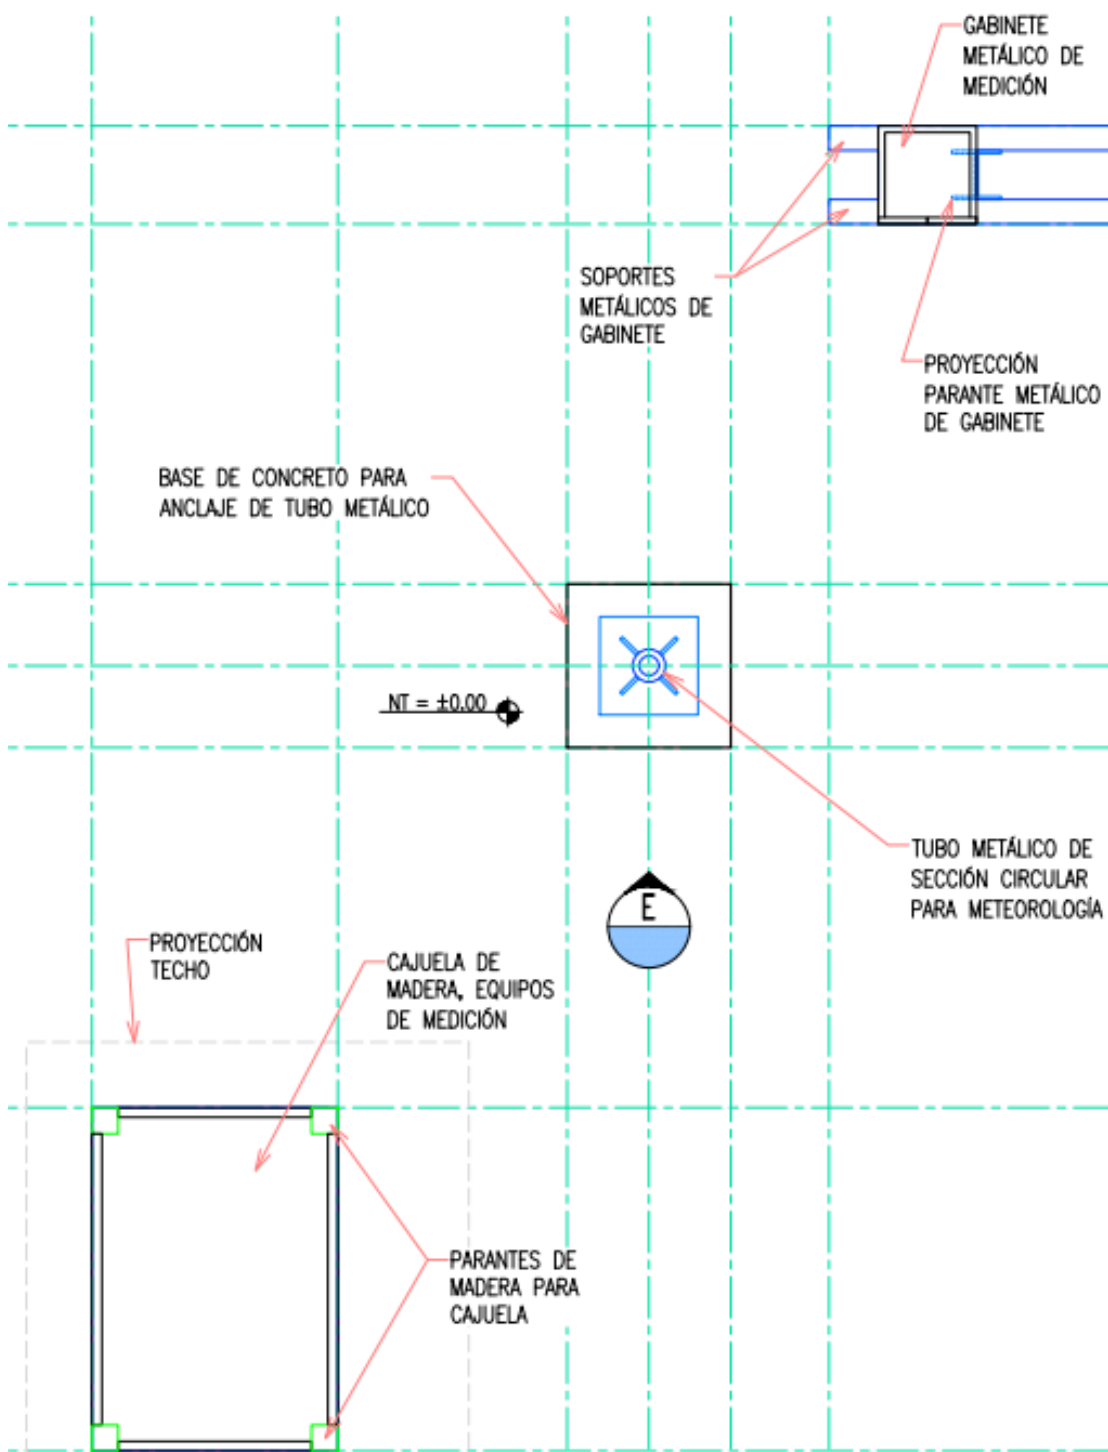 GABINETE
METÁLICO DE
MEDICIÓN
SOPORTES
METÁLICOS DE
GABINETE
PROYECCIÓN
PARANTE METÁLICO
DE GABINETE
BASE DE CONCRETO PARA
ANCLAJE DE TUBO METÁLICO
NT = ±0.00
TUBO METÁLICO DE
SECCIÓN CIRCULAR
PARA METEOROLOGÍA
E
PROYECCIÓN
TECHO
CAJUELA DE
MADERA, EQUIPOS
DE MEDICIÓN
PARANTES DE
MADERA PARA
CAJUELA